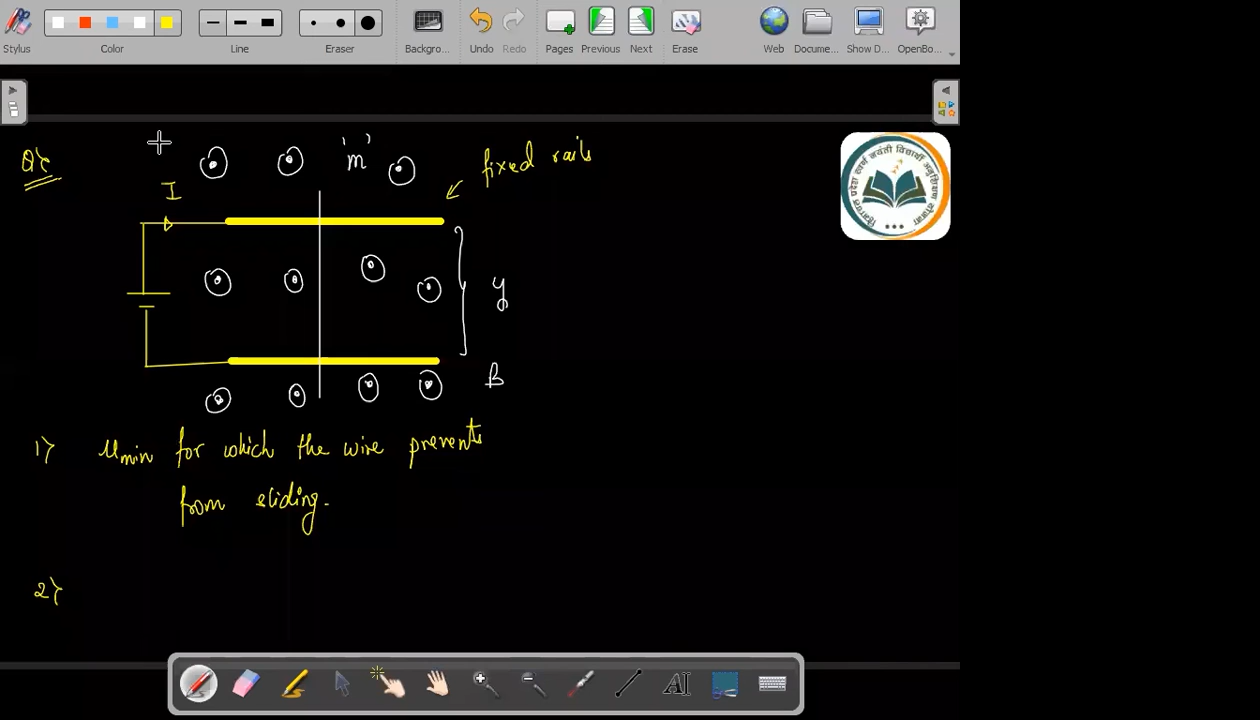 Stylus
Color
Line
Eraser
Backgro...
Undo
Redo
Pages
Previous
Next
Erase
Web
Docume...
Show D...
OpenBo...
Q:
'm'
fixed rails
I
y
B
1) μmin for which the wire prevents
from sliding.
2)
AI